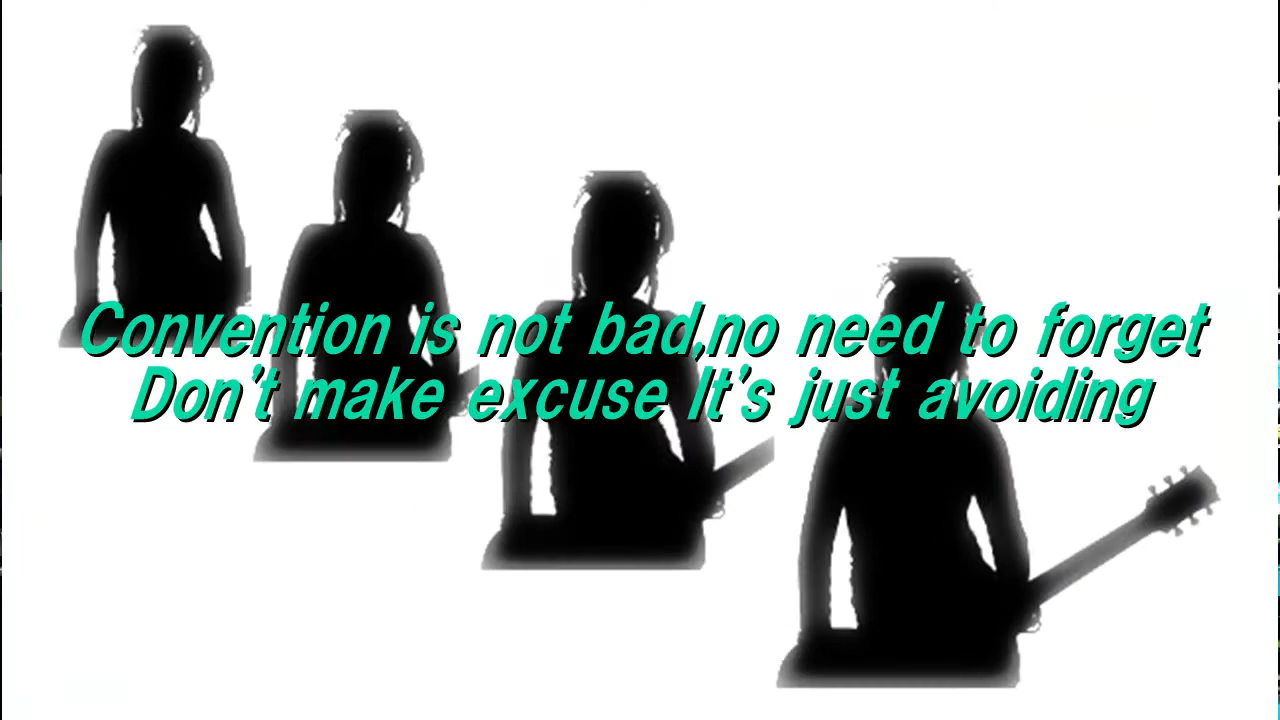 Convention is not bad,no need to forget
Don't make excuse It's just avoiding